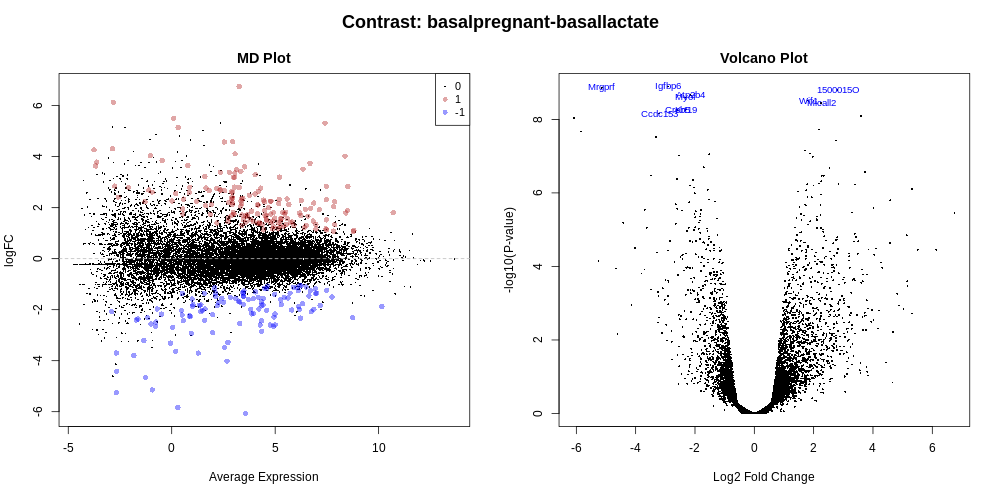 Contrast: basalpregnant-basallactate
MD Plot
6
4
2
0
-2
-4
-6
logFC
-5
0
5
10
Average Expression
0
1
-1
Volcano Plot
8
6
4
2
0
-log10(P-value)
-6
-4
-2
0
2
4
6
Log2 Fold Change
Mrgprf
Igfbp6
1500015O
Ccdc153